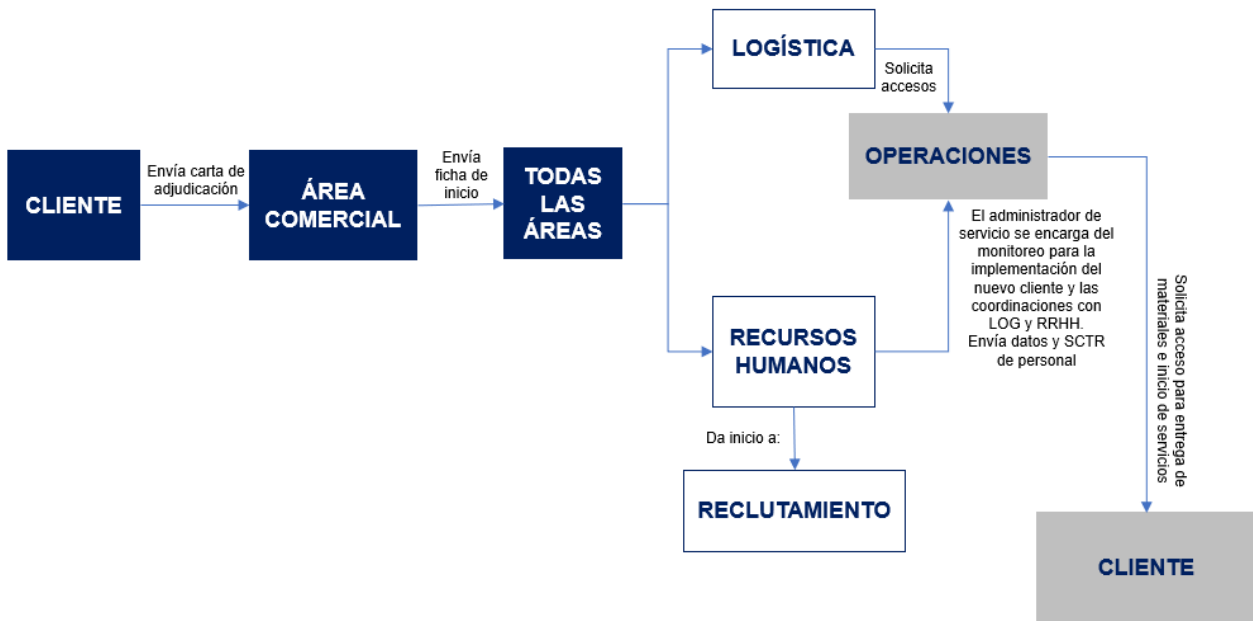 CLIENTE
Envía carta de
adjudicación
ÁREA
COMERCIAL
Envía
ficha de
inicio
TODAS
LAS
ÁREAS
LOGÍSTICA
Solicita
accesos
OPERACIONES
RECURSOS
HUMANOS
El administrador de
servicio se encarga del
monitoreo para la
implementación del
nuevo cliente y las
coordinaciones con
LOG y RRHH.
Envía datos y SCTR
de personal
Da inicio a:
RECLUTAMIENTO
Solicita acceso para entrega de
materiales e inicio de servicios
CLIENTE